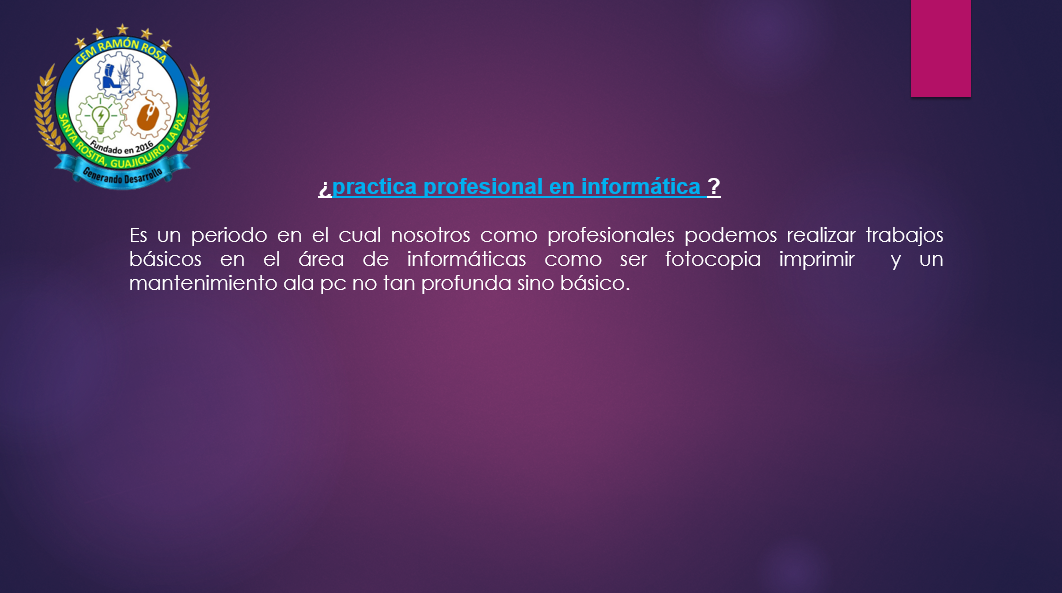 CEM RAMÓN ROSA
SANTA ROSITA, GUAJIQUIRO, LA PAZ
Fundado en 2016
Generando Desarrollo
¿practica profesional en informática ?
Es un periodo en el cual nosotros como profesionales podemos realizar trabajos
básicos en el área de informáticas como ser fotocopia imprimir y un
mantenimiento ala pc no tan profunda sino básico.